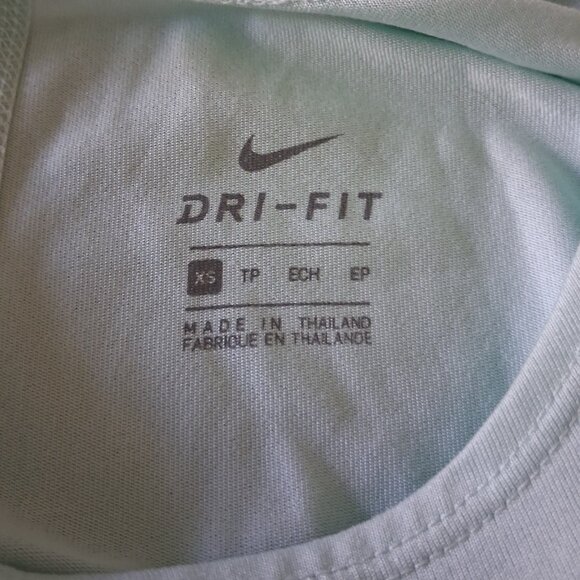 DRI-FIT
XS TP ECH EP
MADE IN THAILAND
FABRIQUE EN THAILANDE